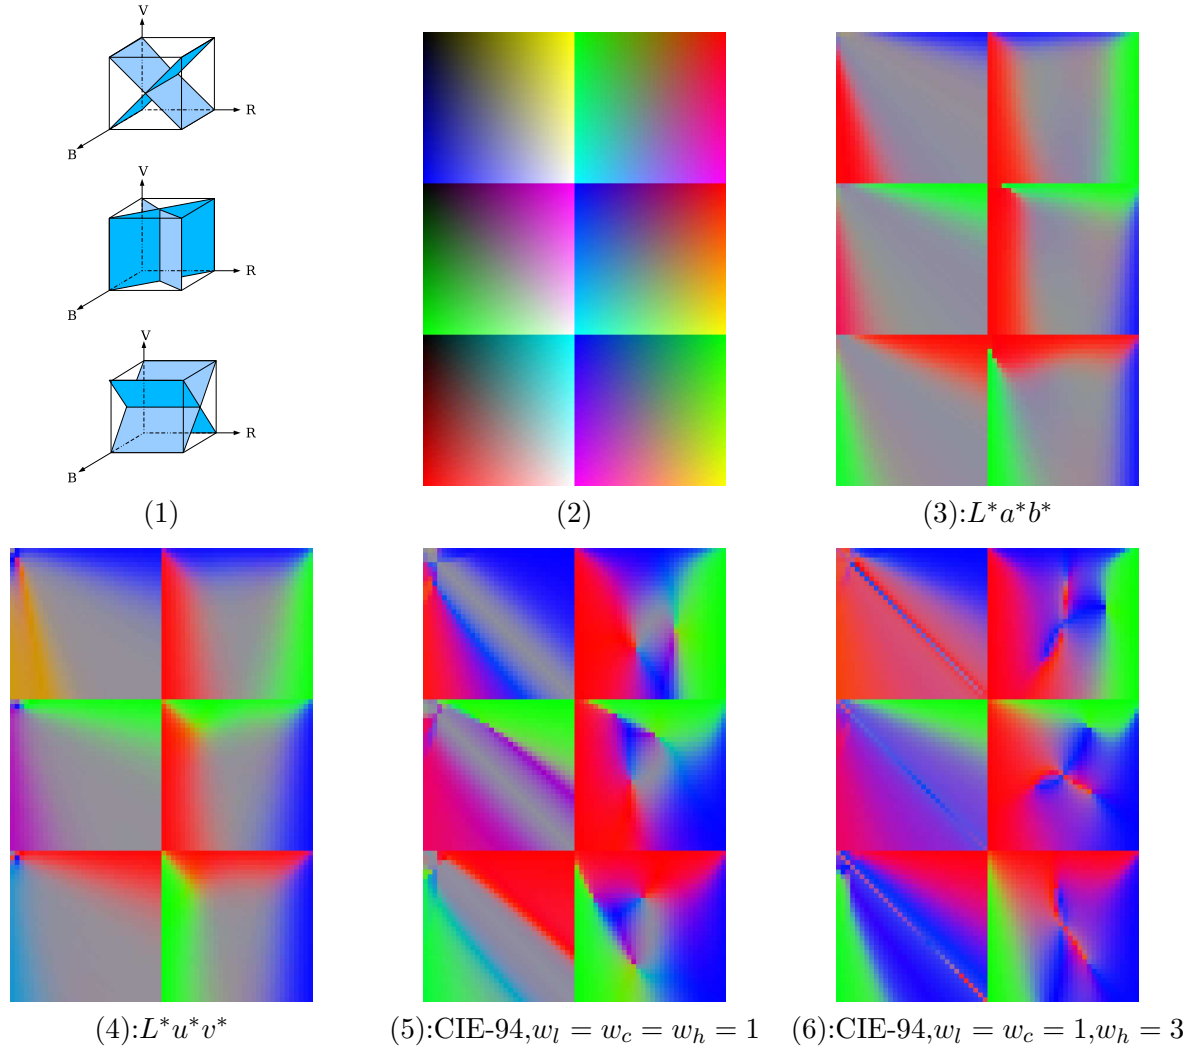 V
R
B
V
R
B
V
R
B
(1)
(2)
(3):L*a*b*
(4):L*u*v*
(5):CIE-94,w_l = w_c = w_h = 1
(6):CIE-94,w_l = w_c = 1,w_h = 3